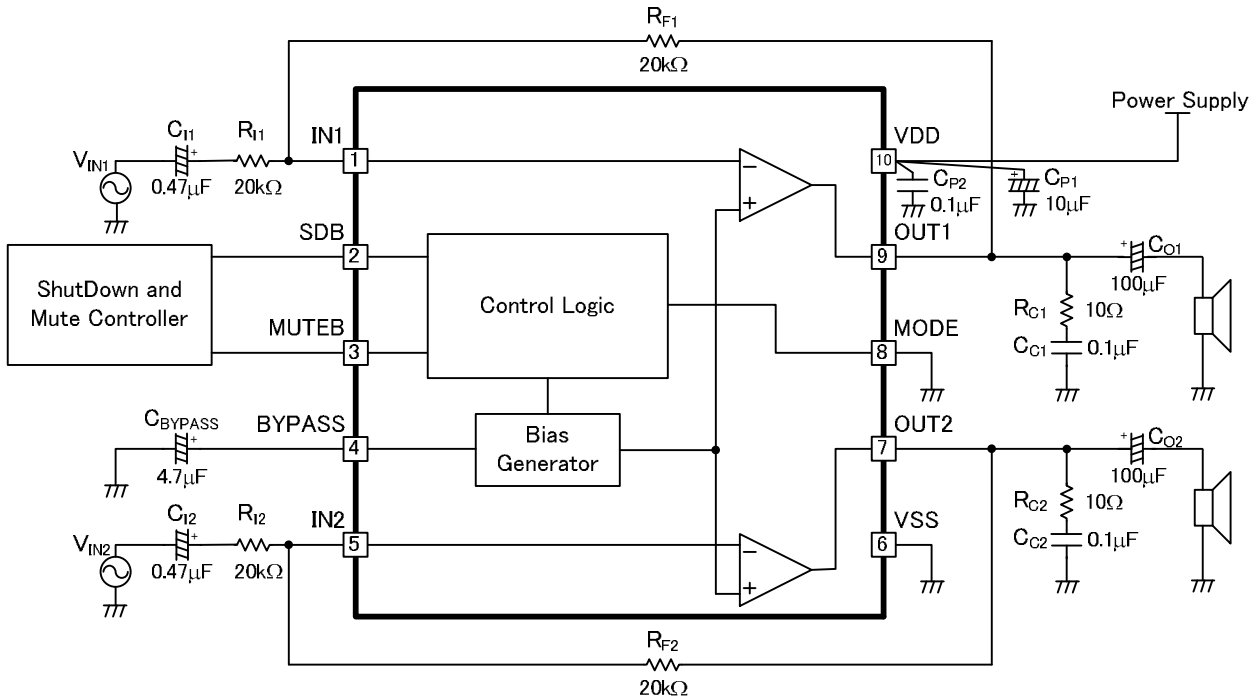 RF1
20kΩ
Power Supply
CI1
+
RI1
IN1
VDD
VIN1
1
10
0.47μF
20kΩ
−
+
CP2
0.1μF
+
CP1
10μF
SDB
OUT1
2
9
+
CO1
100μF
ShutDown and
Mute Controller
Control Logic
RC1
10Ω
MUTEB
MODE
3
8
CC1
0.1μF
CBYPASS
+
BYPASS
OUT2
4
7
Bias
Generator
4.7μF
+
CO2
100μF
CI2
+
RI2
IN2
VSS
RC2
10Ω
VIN2
5
6
CC2
0.1μF
0.47μF
20kΩ
−
+
RF2
20kΩ